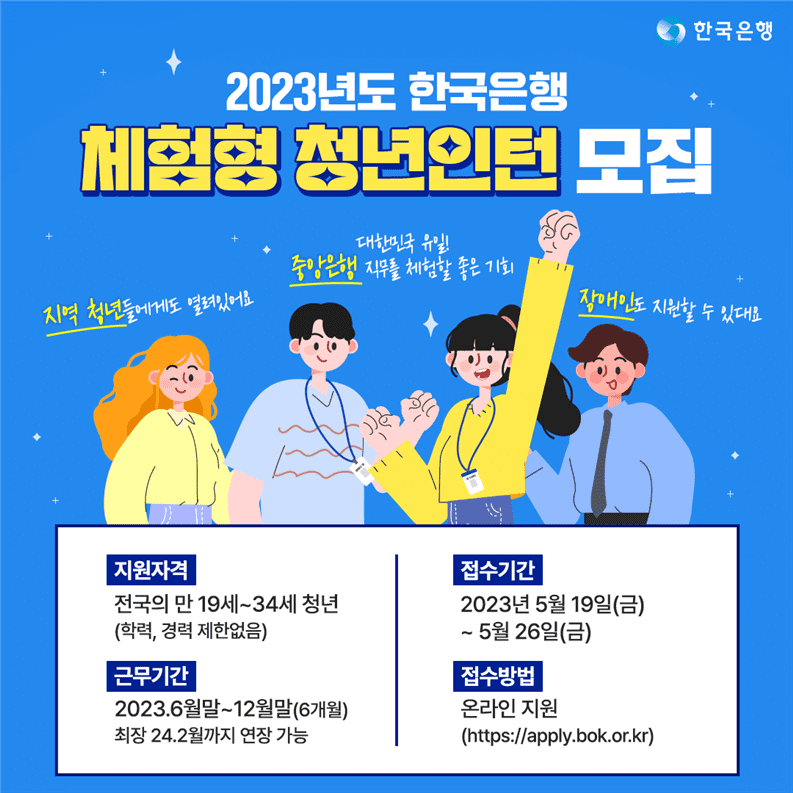 한국은행
2023년도 한국은행
체험형 청년인턴 모집
대한민국 유일!
중앙은행 직무를 체험할 좋은 기회
지역 청년들에게도 열려있어요
장애인도 지원할 수 있대요
지원자격
전국의 만 19세~34세 청년
(학력, 경력 제한없음)
근무기간
2023.6월말~12월말(6개월)
최장 24.2월까지 연장 가능
접수기간
2023년 5월 19일(금)
~ 5월 26일(금)
접수방법
온라인 지원
(https://apply.bok.or.kr)